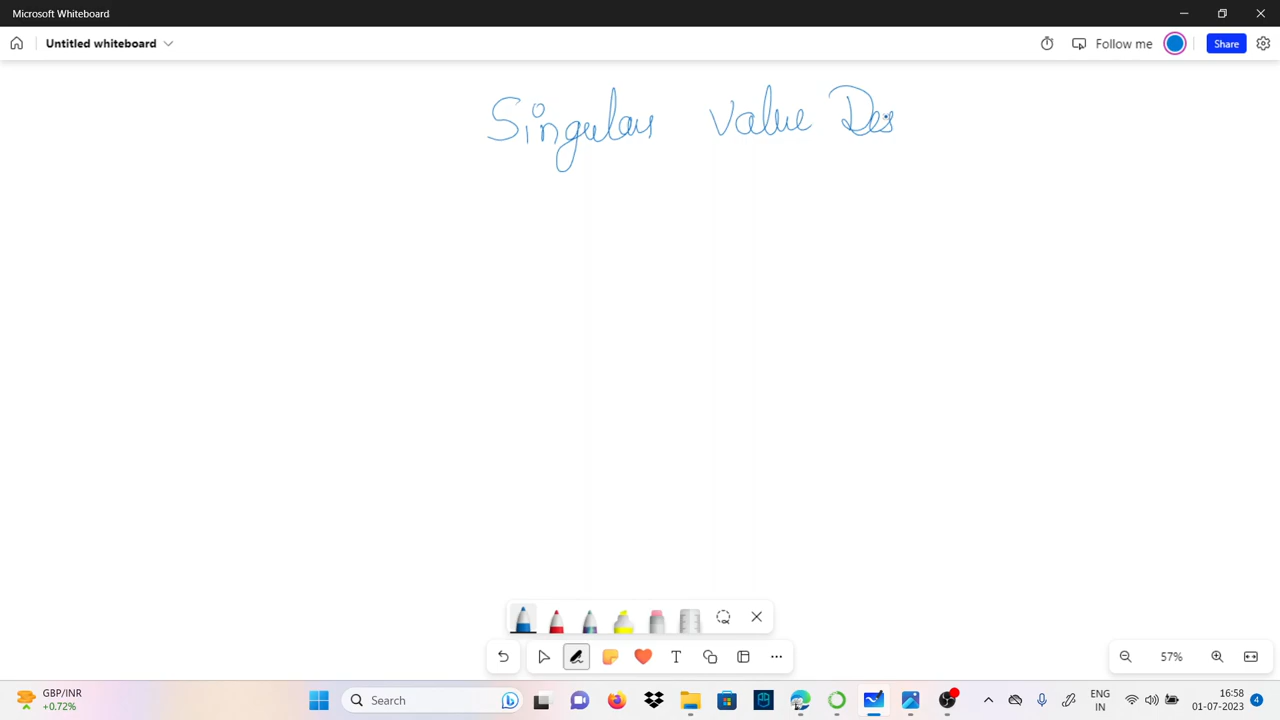 Microsoft Whiteboard
Untitled whiteboard
Follow me
Share
Singular Value Des
57%
GBP/INR
+0.72%
Search
ENG
IN
16:58
01-07-2023
4